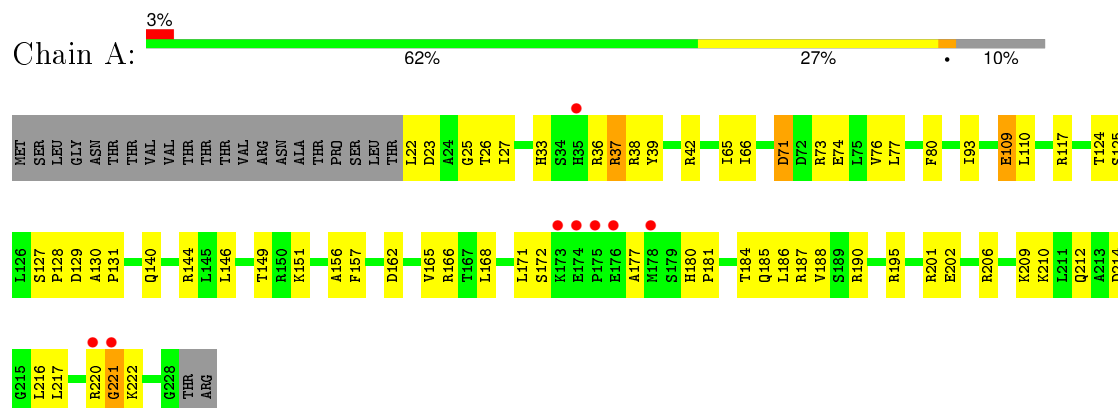 3%
Chain A:
62% 27% • 10%
MET SER LEU GLY ASN THR THR VAL VAL THR THR THR VAL ARG ASN ALA THR PRO SER LEU THR L22 D23 A24 G25 T26 I27 H33 S34 H35 R36 R37 R38 Y39 R42 I65 I66 D71 D72 R73 E74 L75 V76 L77 F80 I93 E109 L110 R117 T124 S125
L126 S127 P128 D129 A130 P131 Q140 R144 L145 L146 T149 R150 K151 A156 F157 D162 V165 R166 T167 L168 L171 S172 K173 E174 P175 E176 A177 M178 S179 H180 P181 T184 Q185 L186 R187 V188 S189 R190 R195 R201 E202 R206 K209 K210 L211 Q212 A213 D214
G215 L216 L217 R220 G221 K222 G228 THR ARG